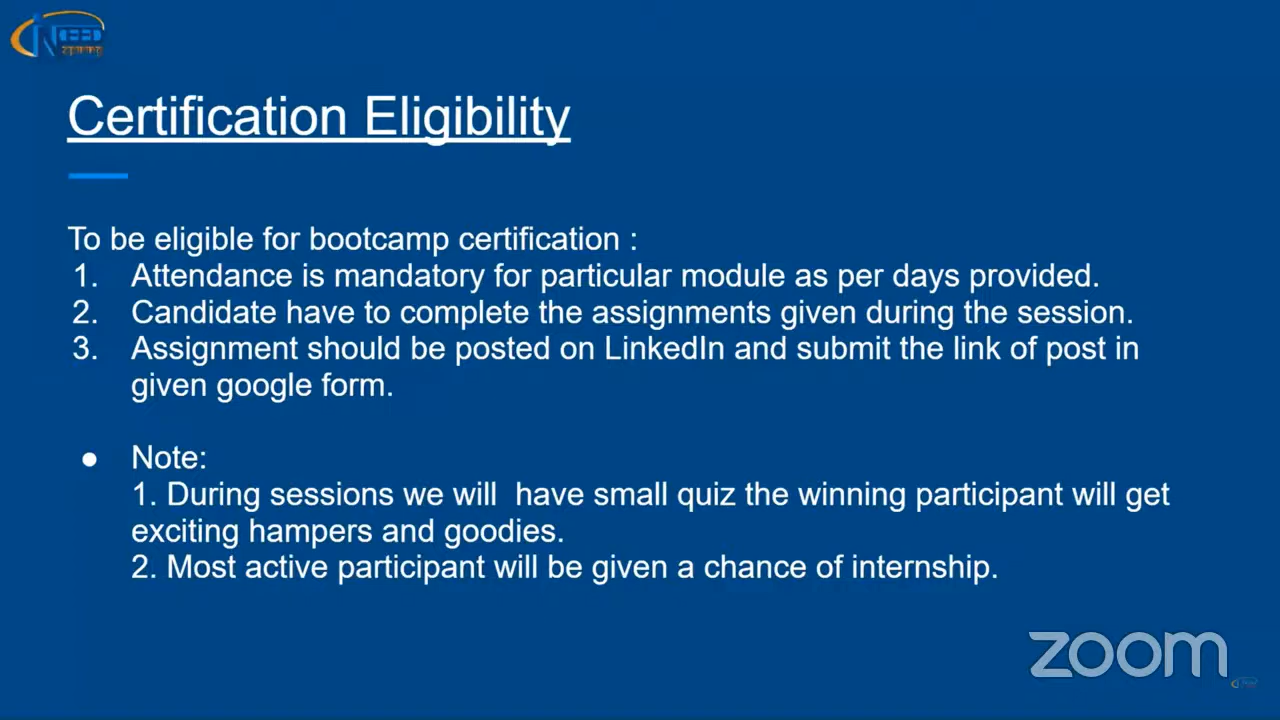 Certification Eligibility
To be eligible for bootcamp certification :
1. Attendance is mandatory for particular module as per days provided.
2. Candidate have to complete the assignments given during the session.
3. Assignment should be posted on LinkedIn and submit the link of post in
given google form.
● Note:
1. During sessions we will  have small quiz the winning participant will get
exciting hampers and goodies.
2. Most active participant will be given a chance of internship.
zoom